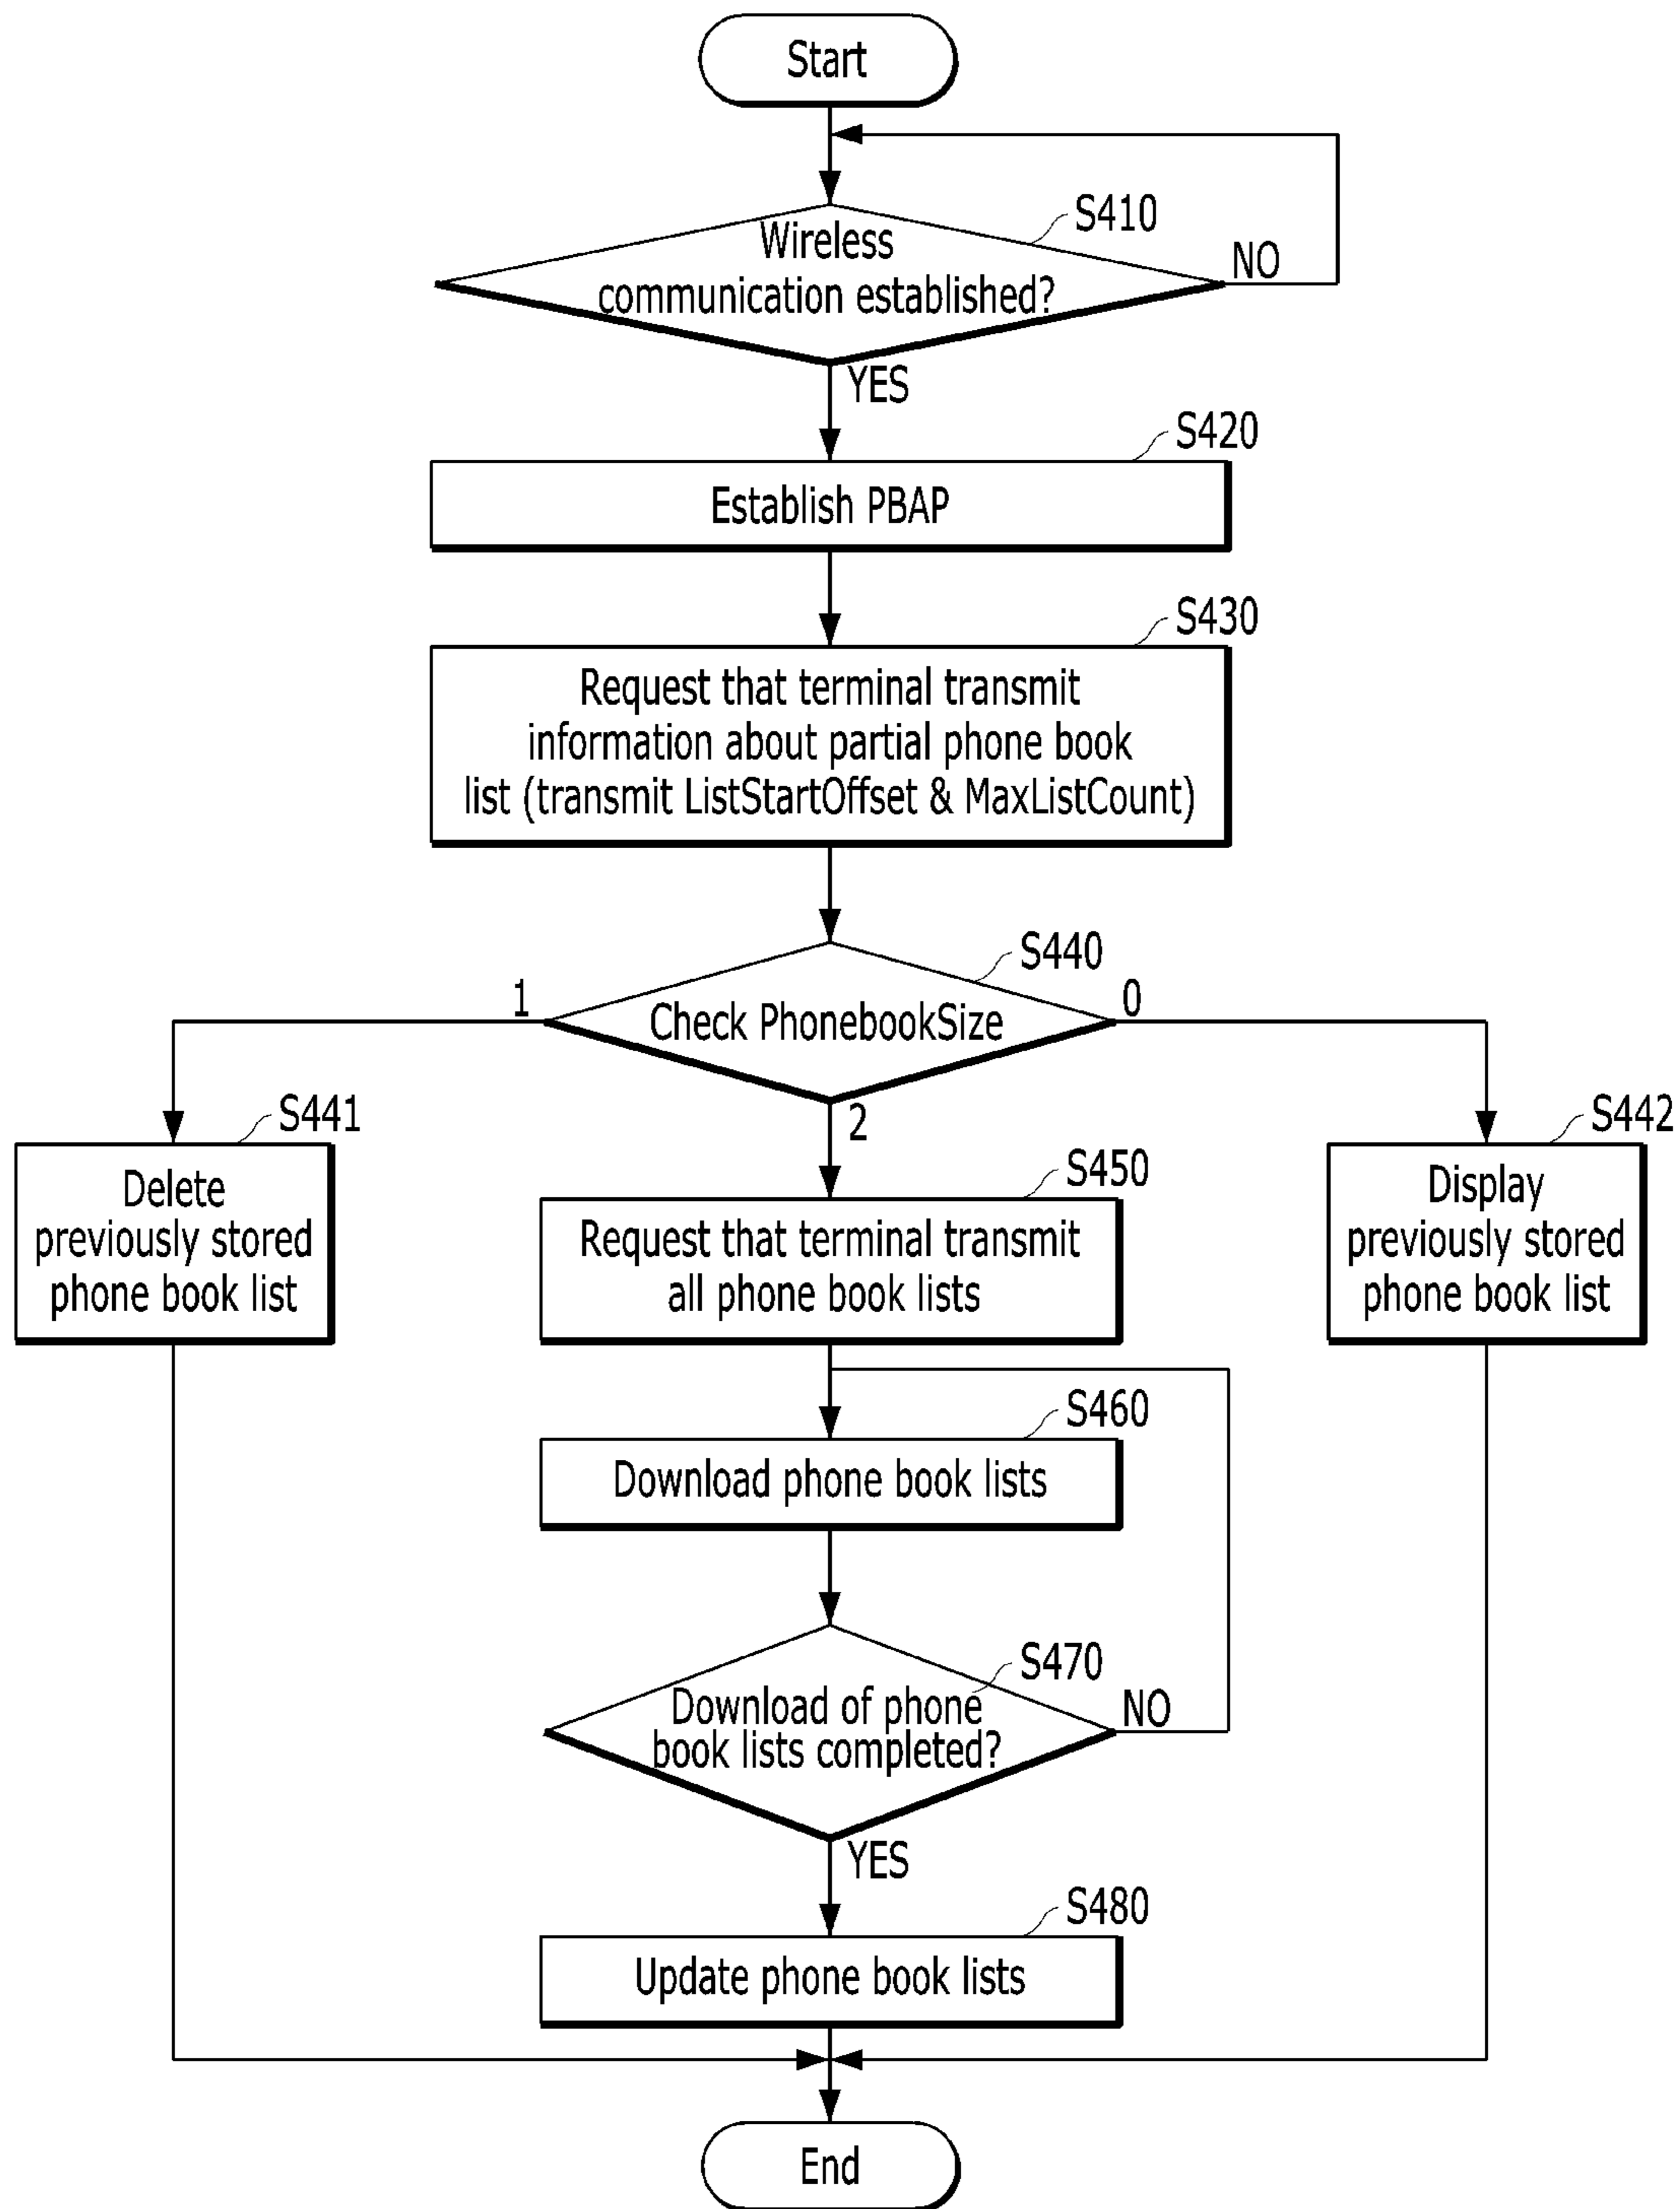 Start
S410
Wireless
communication established?
NO
YES
S420
Establish PBAP
S430
Request that terminal transmit
information about partial phone book
list (transmit ListStartOffset & MaxListCount)
S440
1
Check PhonebookSize
0
2
S441
Delete
previously stored
phone book list
S450
Request that terminal transmit
all phone book lists
S442
Display
previously stored
phone book list
S460
Download phone book lists
S470
Download of phone
book lists completed?
NO
YES
S480
Update phone book lists
End